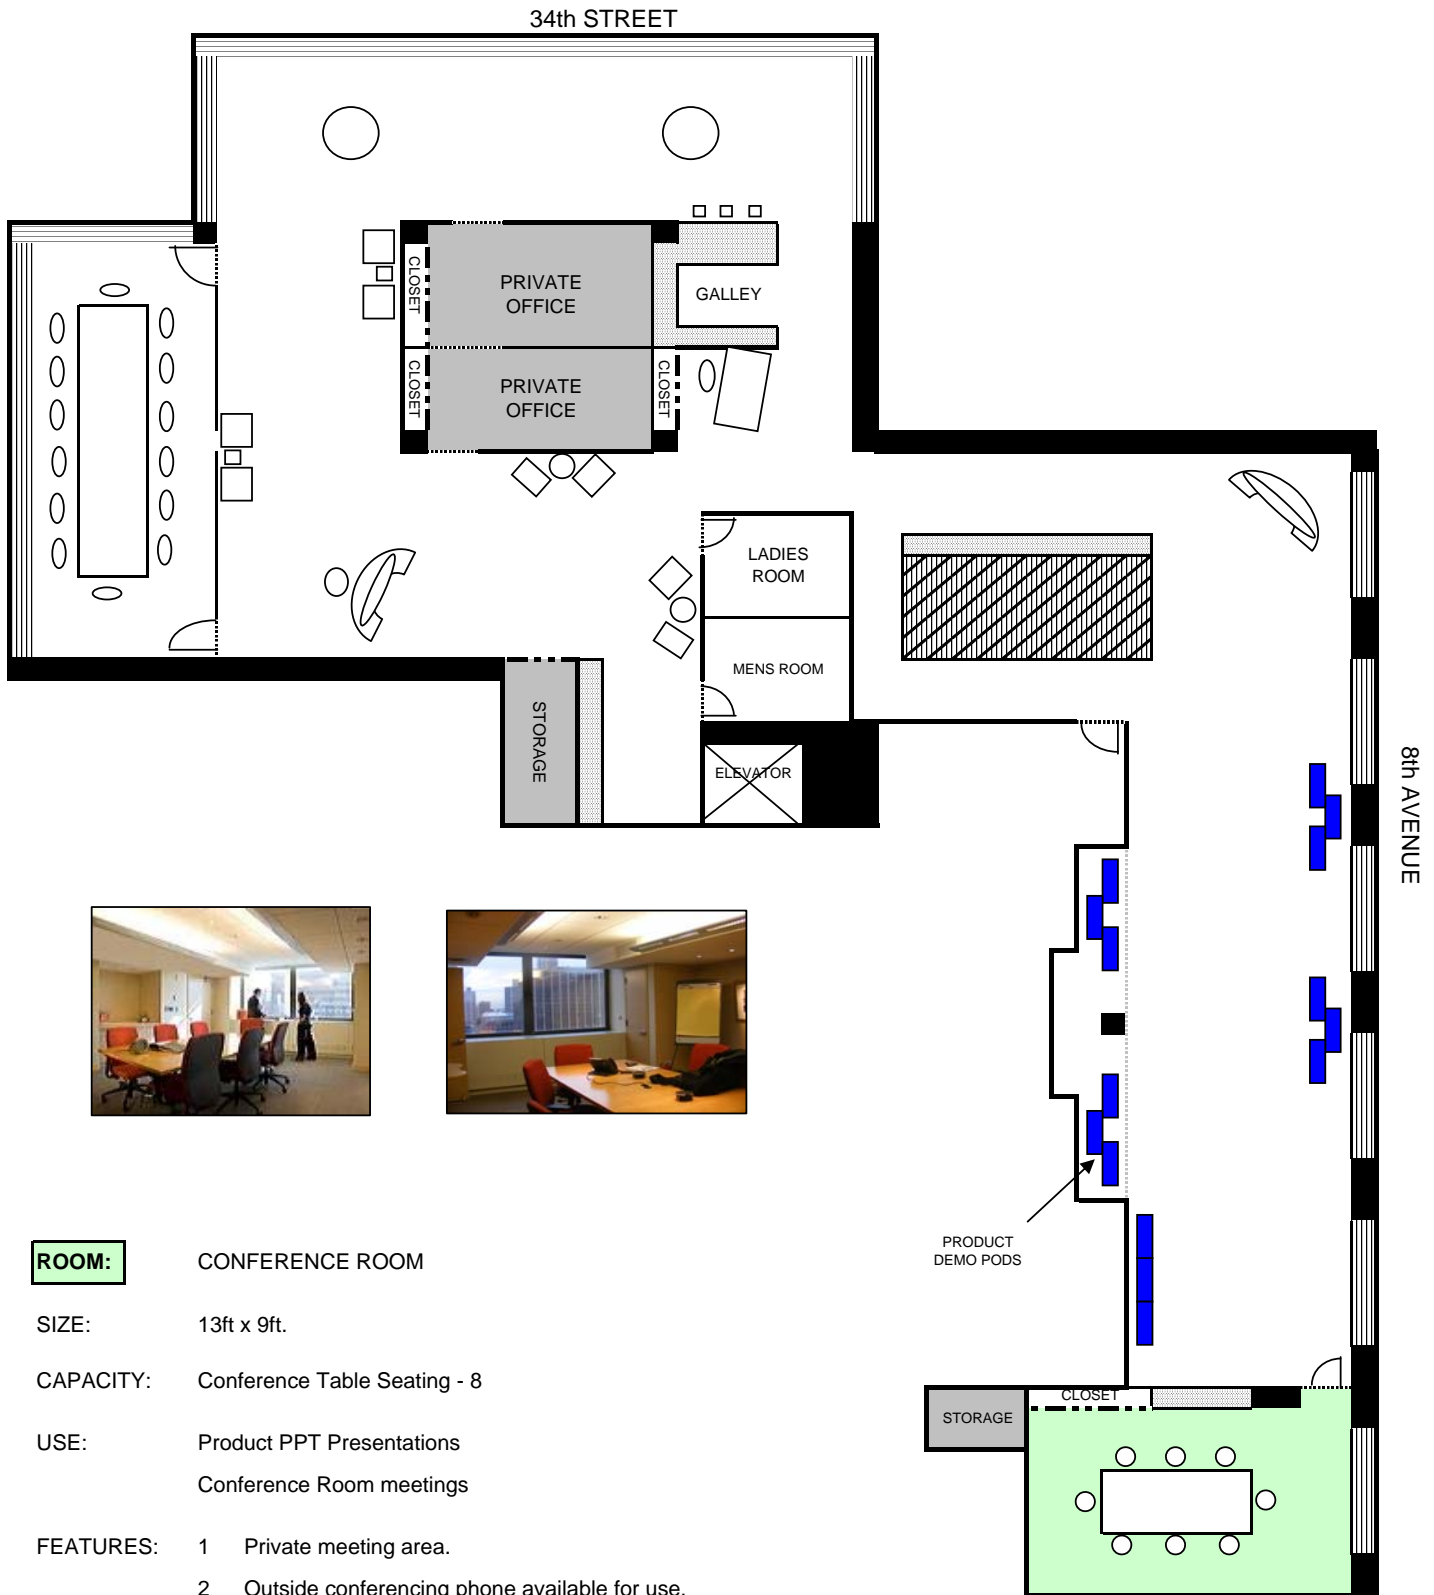 34th STREET
CLOSET
PRIVATE
OFFICE
GALLEY
CLOSET
PRIVATE
OFFICE
CLOSET
LADIES
ROOM
MENS ROOM
STORAGE
ELEVATOR
8th AVENUE
PRODUCT
DEMO PODS
CLOSET
STORAGE
ROOM: CONFERENCE ROOM
SIZE: 13ft x 9ft.
CAPACITY: Conference Table Seating - 8
USE: Product PPT Presentations
Conference Room meetings
FEATURES: 1 Private meeting area.
2 Outside conferencing phone available for use.